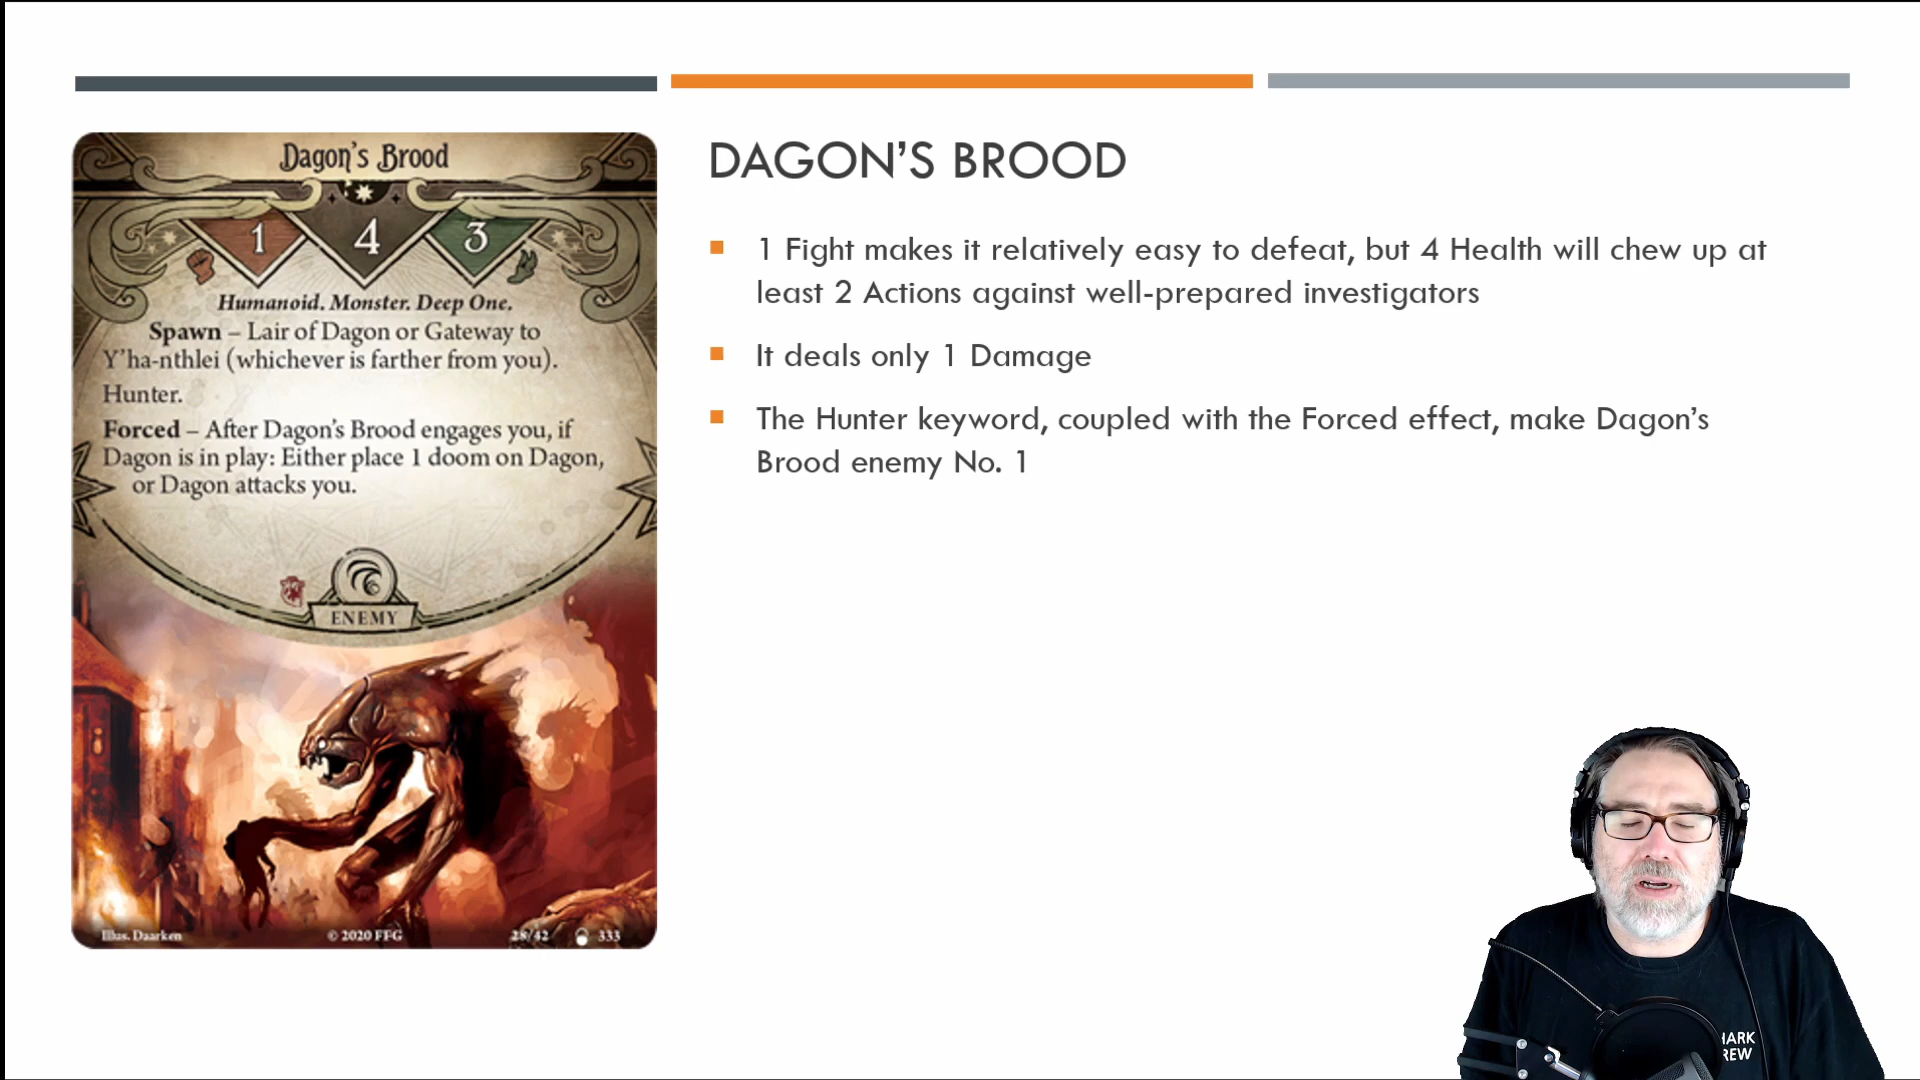 Dagon's Brood
1 4 3
Humanoid. Monster. Deep One.
Spawn – Lair of Dagon or Gateway to
Y'ha-nthlei (whichever is farther from you).
Hunter.
Forced – After Dagon's Brood engages you, if
Dagon is in play: Either place 1 doom on Dagon,
or Dagon attacks you.
ENEMY
Illus. Daarken © 2020 FFG 28/42 333
DAGON'S BROOD
1 Fight makes it relatively easy to defeat, but 4 Health will chew up at
least 2 Actions against well-prepared investigators
It deals only 1 Damage
The Hunter keyword, coupled with the Forced effect, make Dagon's
Brood enemy No. 1
HARK
REW